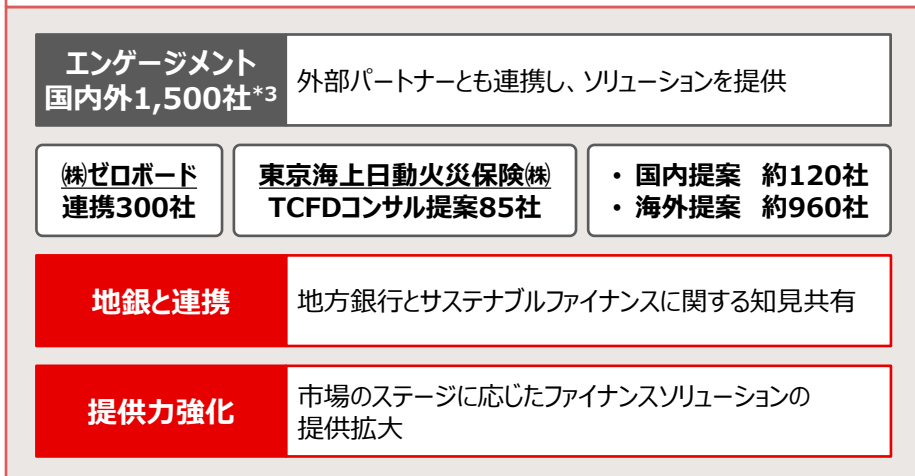 エンゲージメント
国内外1,500社*3
外部パートナーとも連携し、ソリューションを提供
㈱ゼロボード
連携300社
東京海上日動火災保険㈱
TCFDコンサル提案85社
・ 国内提案 約120社
・ 海外提案 約960社
地銀と連携
地方銀行とサステナブルファイナンスに関する知見共有
提供力強化
市場のステージに応じたファイナンスソリューションの
提供拡大